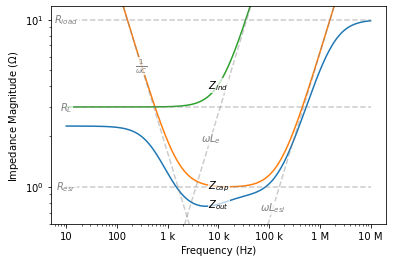 Impedance Magnitude (Ω)
10¹
10⁰
R_load
1/ωC
Z_ind
R_L
ωL_e
R_esr
Z_cap
Z_out
ωL_esl
10 100 1 k 10 k 100 k 1 M 10 M
Frequency (Hz)